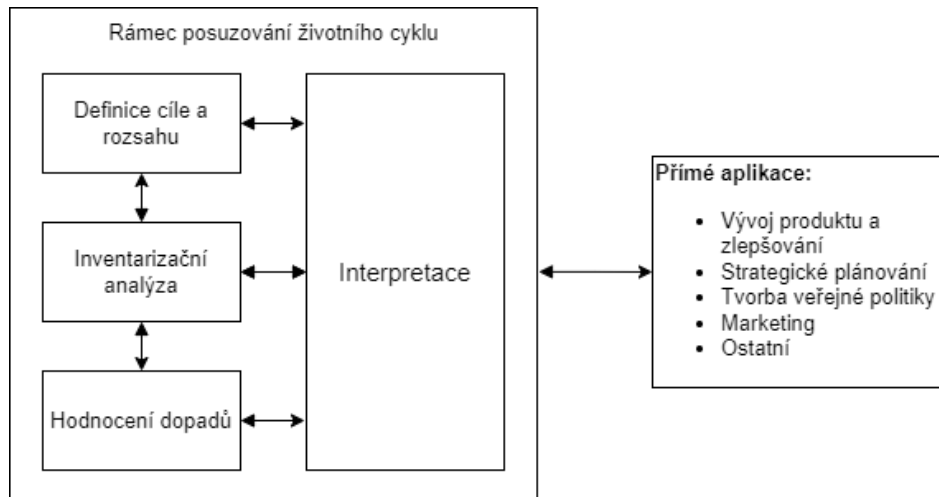 Rámec posuzování životního cyklu
Definice cíle a
rozsahu
Inventarizační
analýza
Hodnocení dopadů
Interpretace
Přímé aplikace:
• Vývoj produktu a
zlepšování
• Strategické plánování
• Tvorba veřejné politiky
• Marketing
• Ostatní